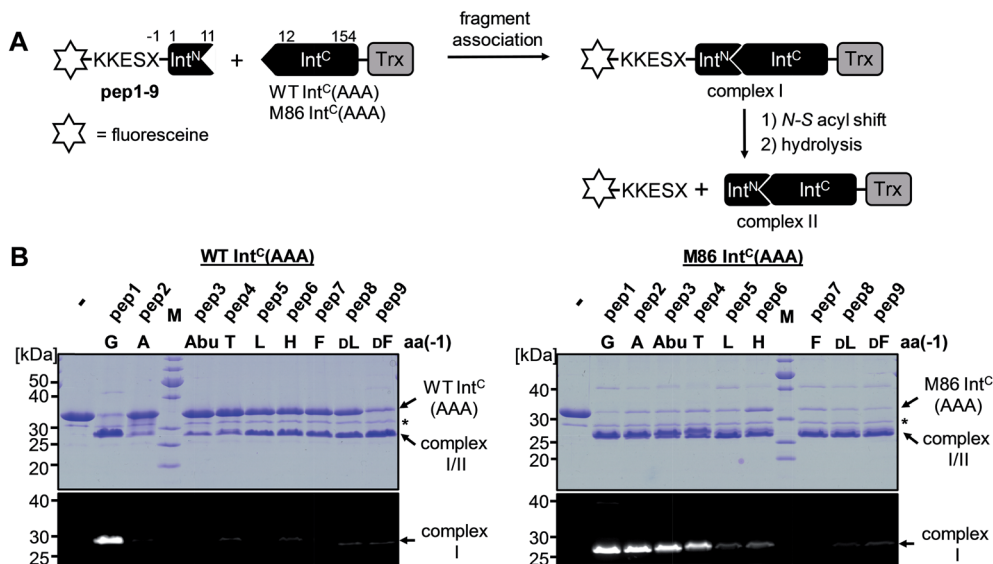 A
-1 1 11
KKESX
Int^N
+
pep1-9
= fluoresceine
12 154
Int^C
Trx
WT Int^C(AAA)
M86 Int^C(AAA)
fragment
association
KKESX
Int^N
Int^C
Trx
complex I
1) N-S acyl shift
2) hydrolysis
KKESX +
Int^N
Int^C
Trx
complex II
B
WT Int^C(AAA)
- pep1 pep2 M pep3 pep4 pep5 pep6 pep7 pep8 pep9
G A Abu T L H F DL DF aa(-1)
[kDa]
50
40
30
25
20
WT Int^C
(AAA)
*
complex
I/II
40
30
25
complex
I
M86 Int^C(AAA)
- pep1 pep2 pep3 pep4 pep5 pep6 M pep7 pep8 pep9
G A Abu T L H F DL DF aa(-1)
[kDa]
40
30
25
20
M86 Int^C
(AAA)
*
complex
I/II
40
30
25
complex
I